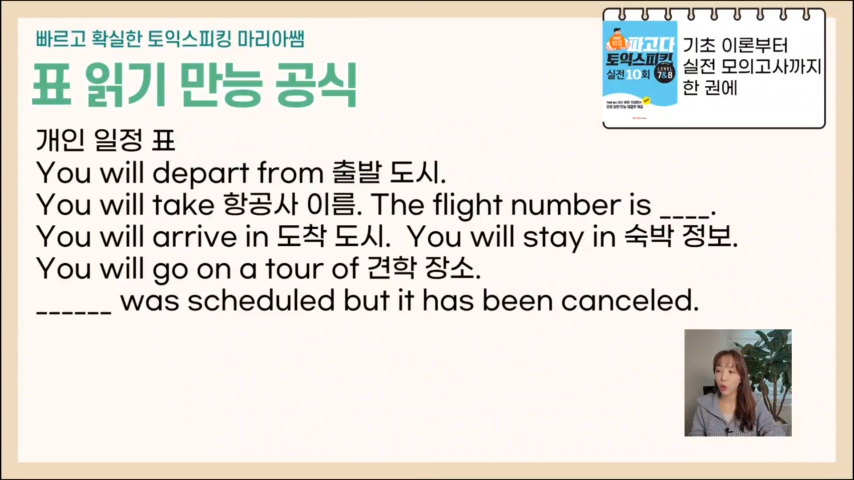 빠르고 확실한 토익스피킹 마리아쌤
표 읽기 만능 공식
파고다
토익스피킹
실전 10회
LEVEL
7&8
기초 이론부터
실전 모의고사까지
한 권에
개인 일정 표
You will depart from 출발 도시.
You will take 항공사 이름. The flight number is ____.
You will arrive in 도착 도시. You will stay in 숙박 정보.
You will go on a tour of 견학 장소.
______ was scheduled but it has been canceled.